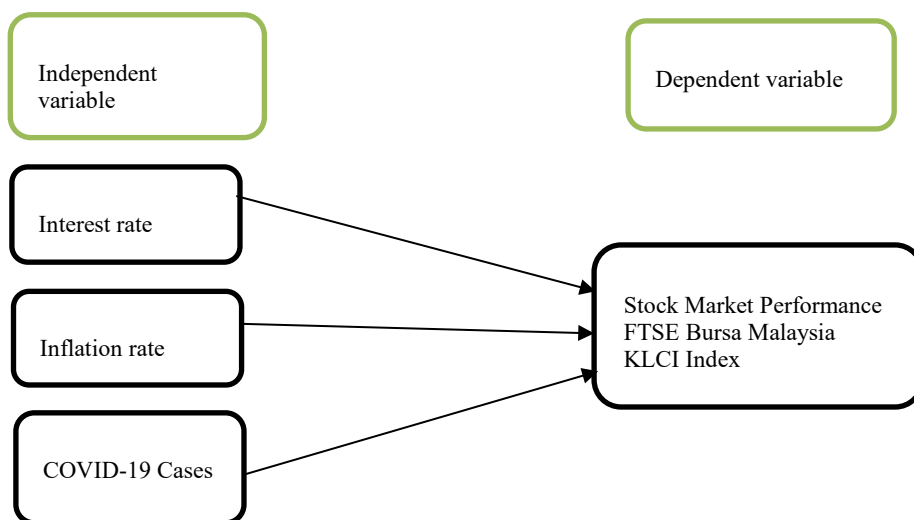 Independent
variable
Dependent variable
Interest rate
Inflation rate
COVID-19 Cases
Stock Market Performance
FTSE Bursa Malaysia
KLCI Index